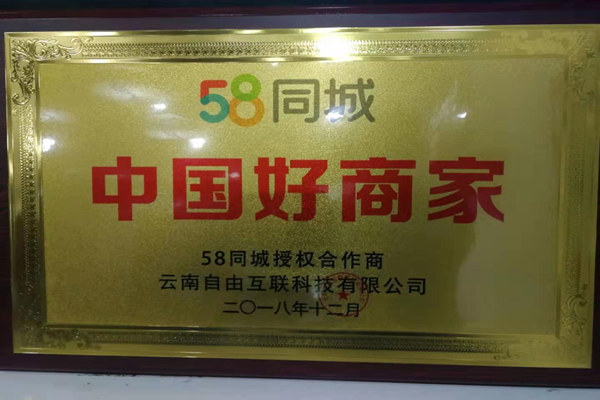 58同城
中国好商家
58同城授权合作商
云南自由互联科技有限公司
二〇一八年十二月